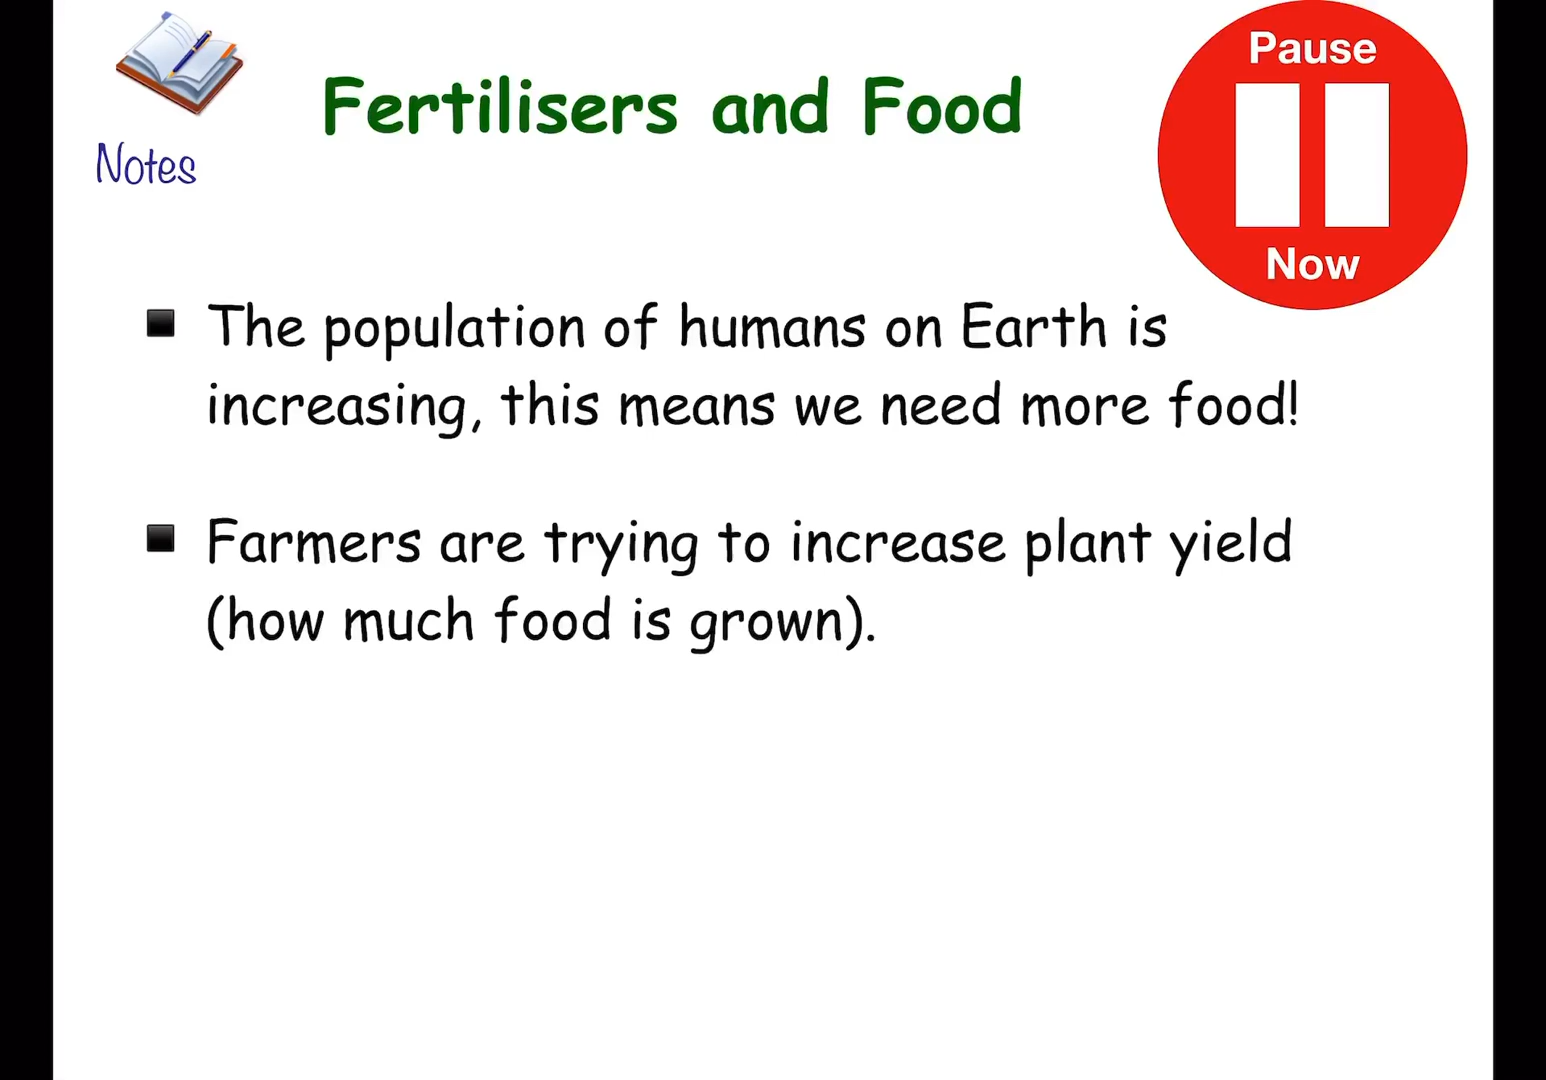 Notes
Fertilisers and Food
Pause
Now
The population of humans on Earth is
increasing, this means we need more food!
Farmers are trying to increase plant yield
(how much food is grown).